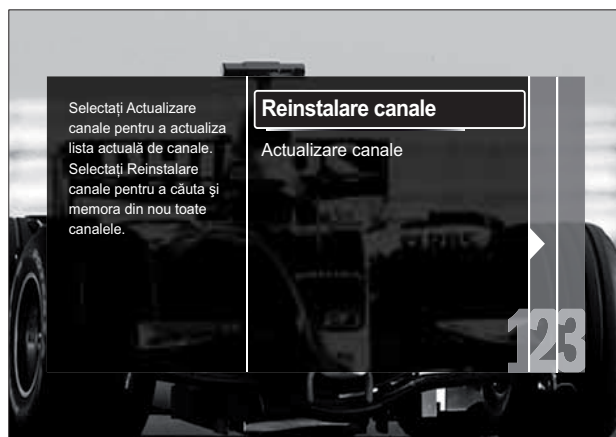 Selectați Actualizare
canale pentru a actualiza
lista actuală de canale.
Selectați Reinstalare
canale pentru a căuta şi
memora din nou toate
canalele.
Reinstalare canale
Actualizare canale
123